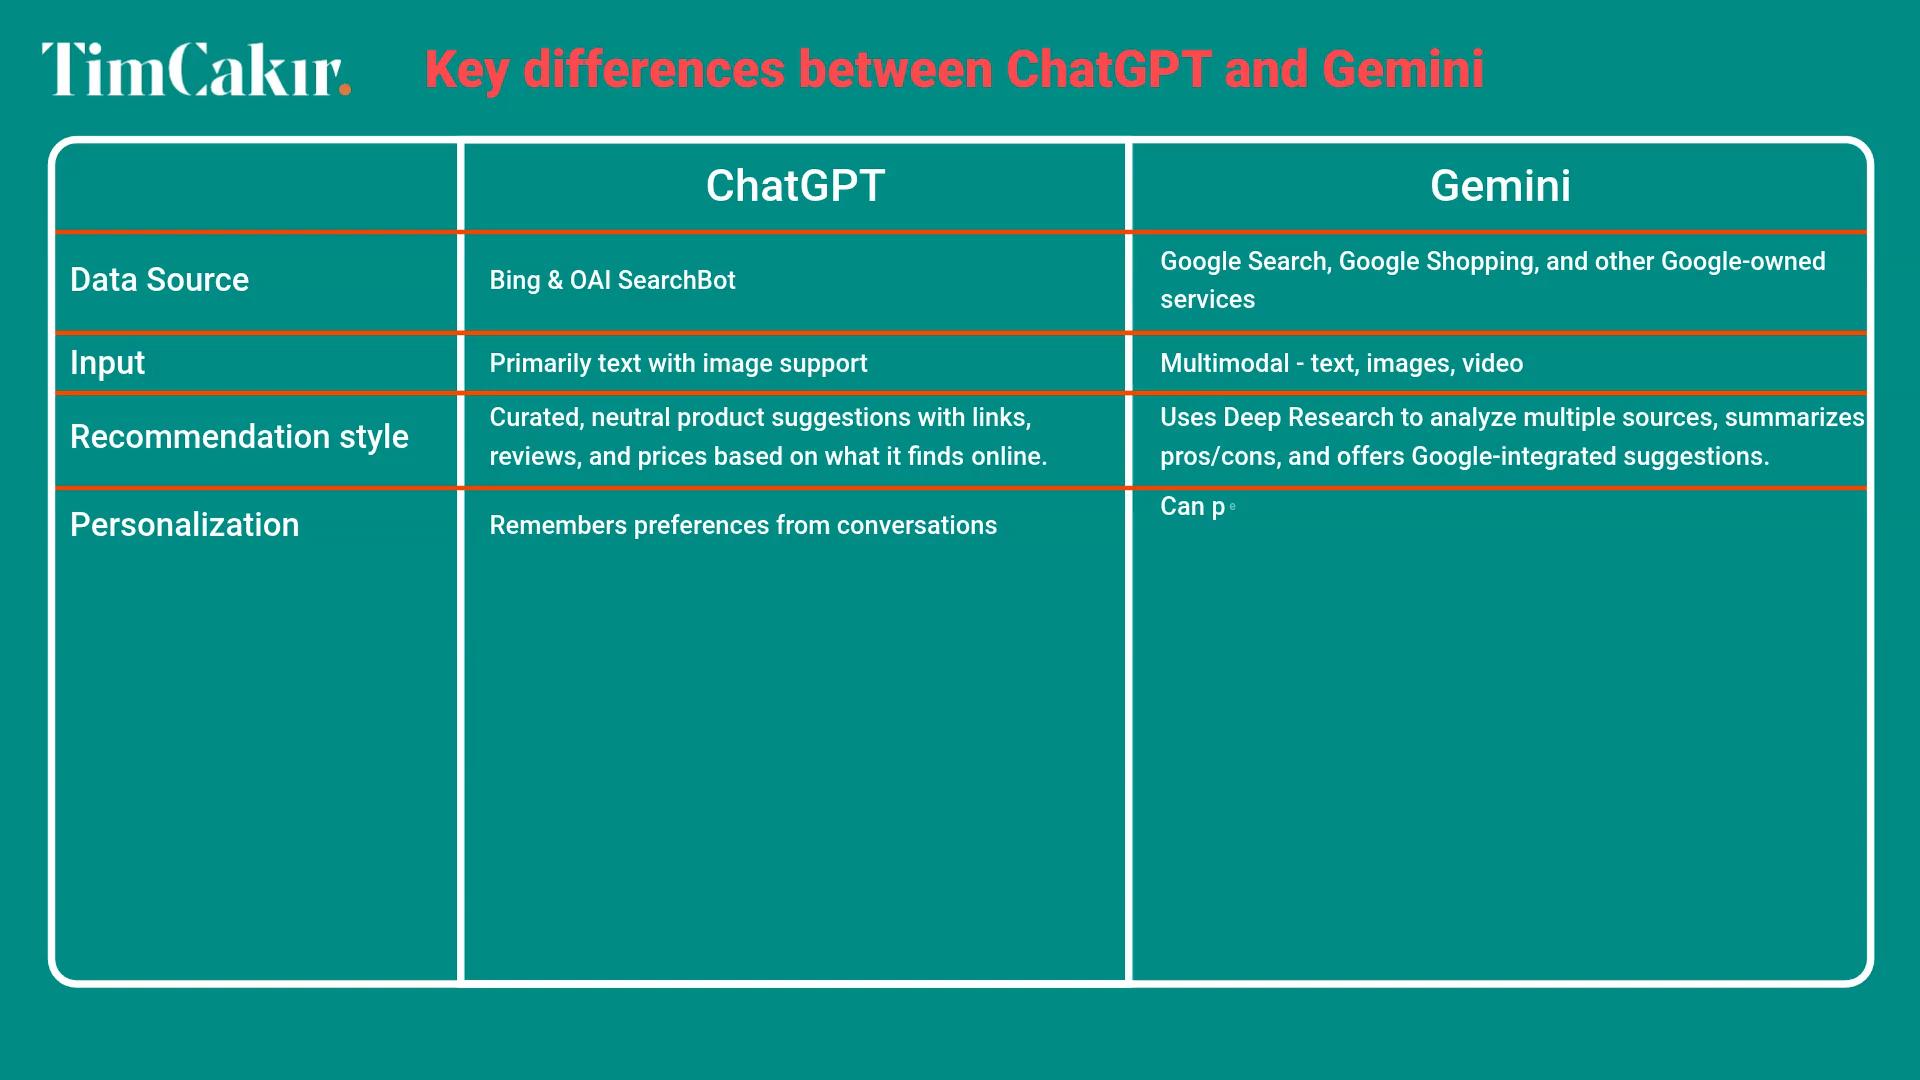 TimCakır.
Key differences between ChatGPT and Gemini
ChatGPT
Gemini
Data Source
Bing & OAI SearchBot
Google Search, Google Shopping, and other Google-owned
services
Input
Primarily text with image support
Multimodal - text, images, video
Recommendation style
Curated, neutral product suggestions with links,
reviews, and prices based on what it finds online.
Uses Deep Research to analyze multiple sources, summarizes
pros/cons, and offers Google-integrated suggestions.
Personalization
Remembers preferences from conversations
Can pe